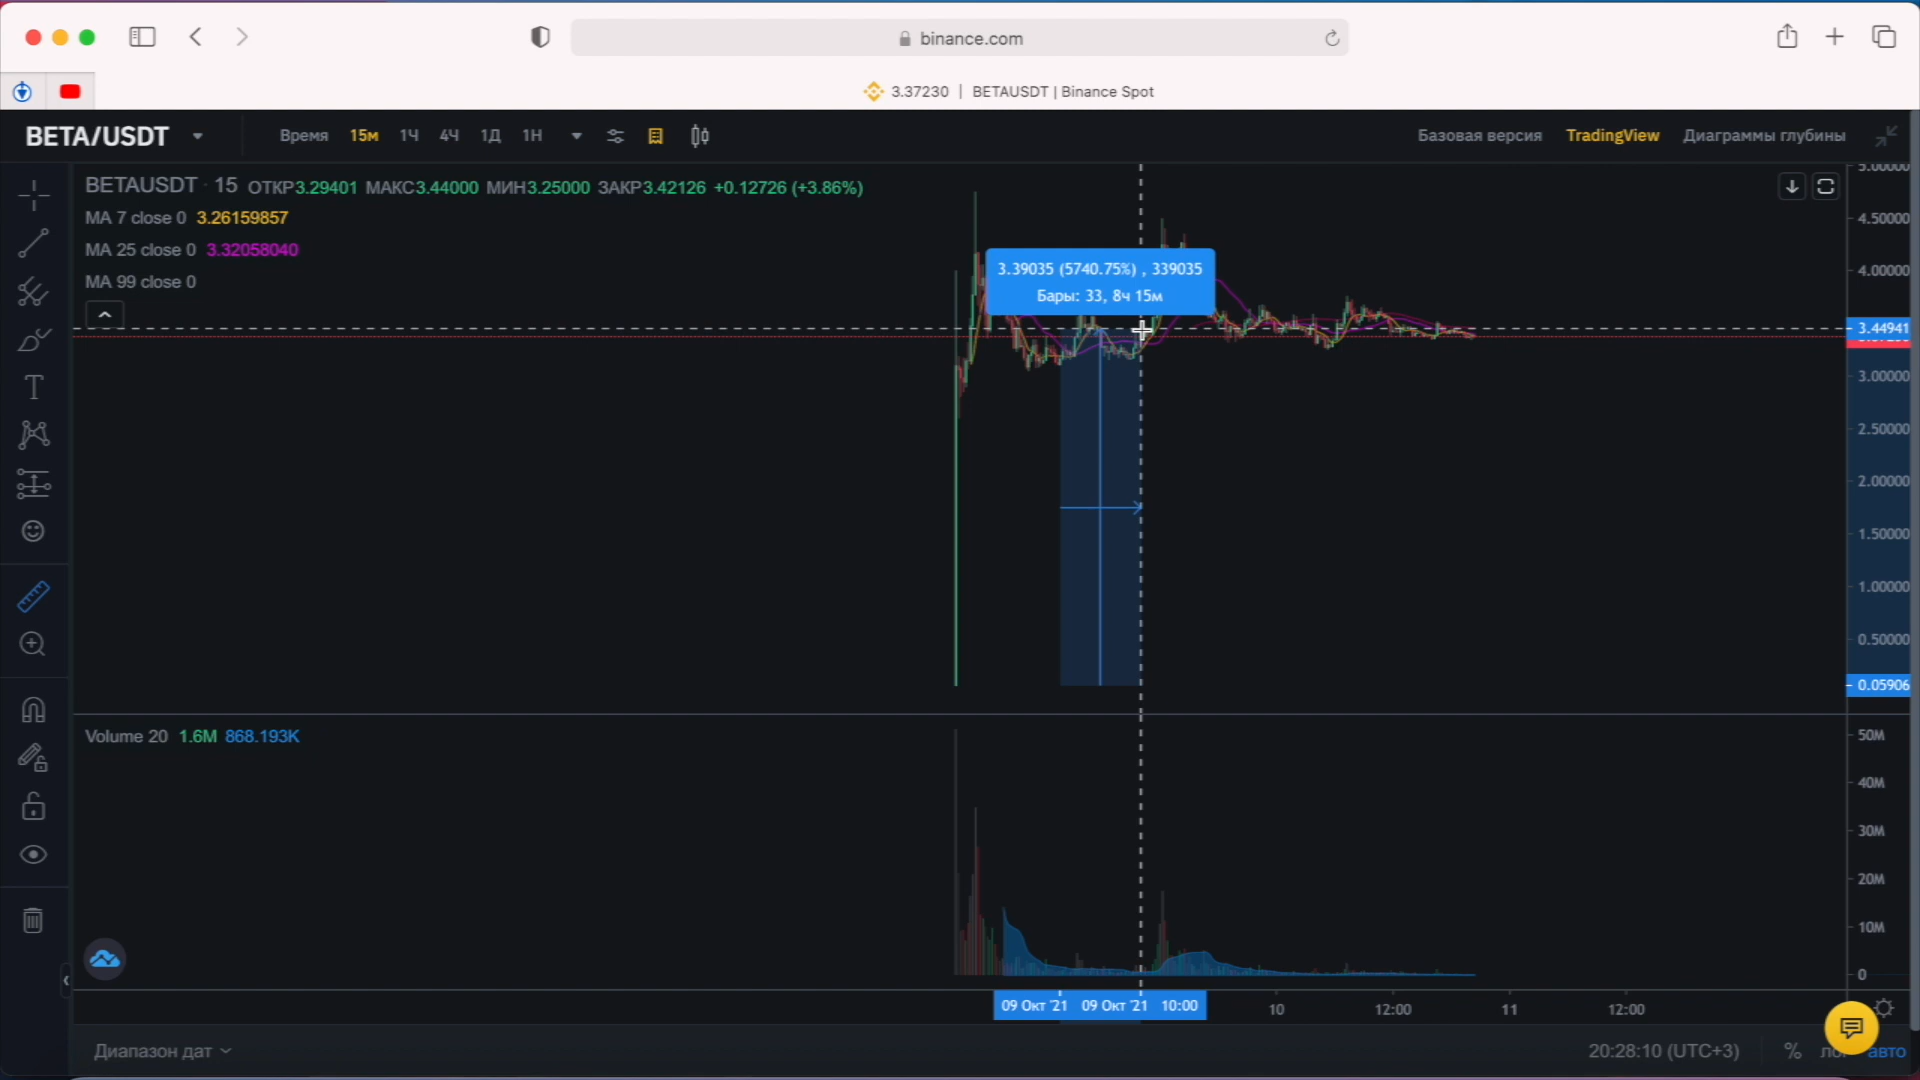 binance.com
3.37230 | BETAUSDT | Binance Spot
BETA/USDT Время 15м 1Ч 4Ч 1Д 1Н Базовая версия TradingView Диаграммы глубины
BETAUSDT · 15 ОТКР3.29401 МАКС3.44000 МИН3.25000 ЗАКР3.42126 +0.12726 (+3.86%)
MA 7 close 0 3.26159857
MA 25 close 0 3.32058040
MA 99 close 0
3.39035 (5740.75%) , 339035
Бары: 33, 8ч 15м
5.00000
4.50000
4.00000
3.44941
3.00000
2.50000
2.00000
1.50000
1.00000
0.50000
0.05906
Volume 20 1.6M 868.193K
50M
40M
30M
20M
10M
0
09 Окт '21 09 Окт '21 10:00 10 12:00 11 12:00
Диапазон дат 20:28:10 (UTC+3) % авто